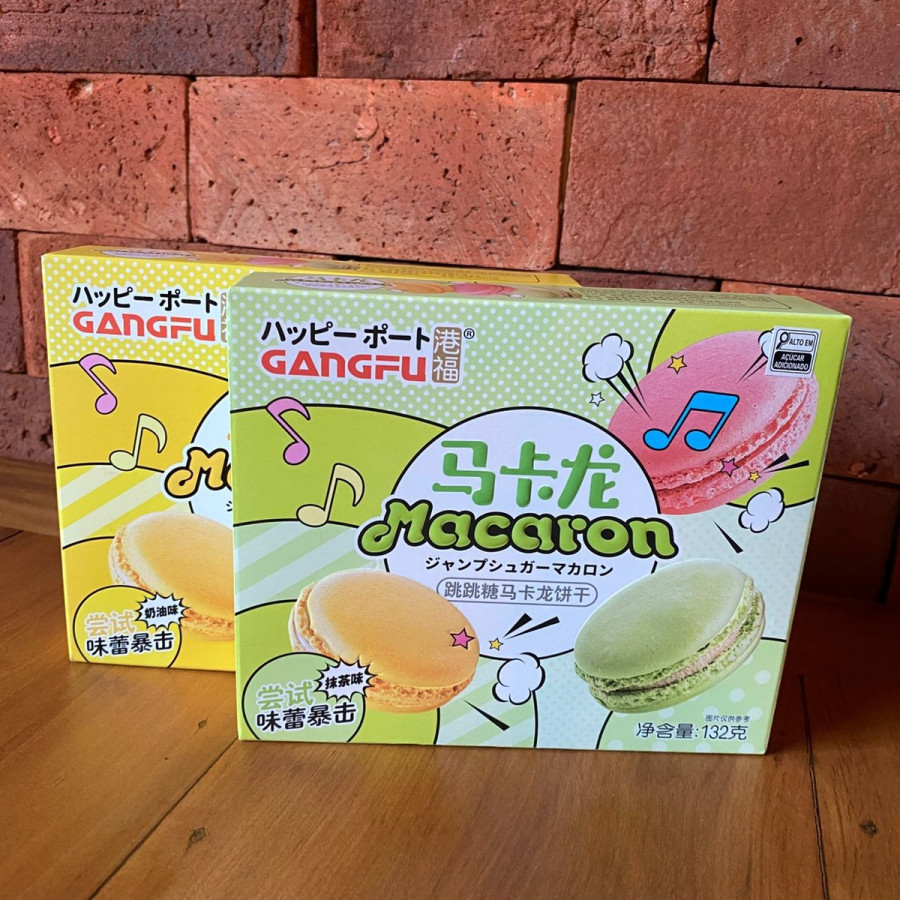 ハッピー ポート
GANGFU
奶油味
尝试
味蕾暴击
ハッピー ポート
GANGFU
港福®
ALTO EM
AÇÚCAR
ADICIONADO
马卡龙
Macaron
ジャンプシュガーマカロン
跳跳糖马卡龙饼干
抹茶味
尝试
味蕾暴击
图片仅供参考
净含量:132克